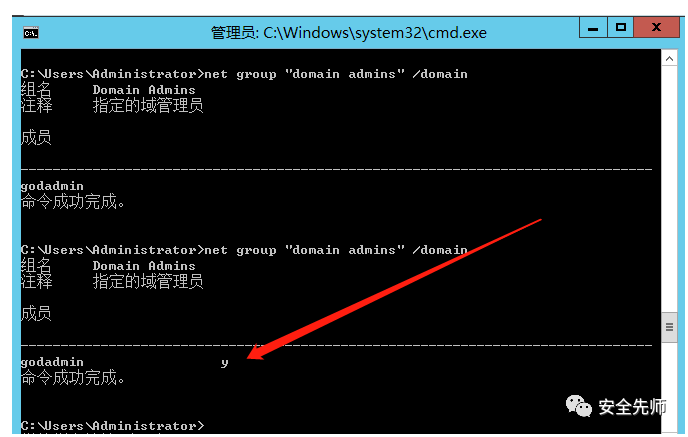 管理员: C:\Windows\system32\cmd.exe
C:\Users\Administrator>net group "domain admins" /domain
组名 Domain Admins
注释 指定的域管理员
成员
-------------------------------------------------------------------------------
godadmin
命令成功完成。
C:\Users\Administrator>net group "domain admins" /domain
组名 Domain Admins
注释 指定的域管理员
成员
-------------------------------------------------------------------------------
godadmin y
命令成功完成。
C:\Users\Administrator>
安全先师